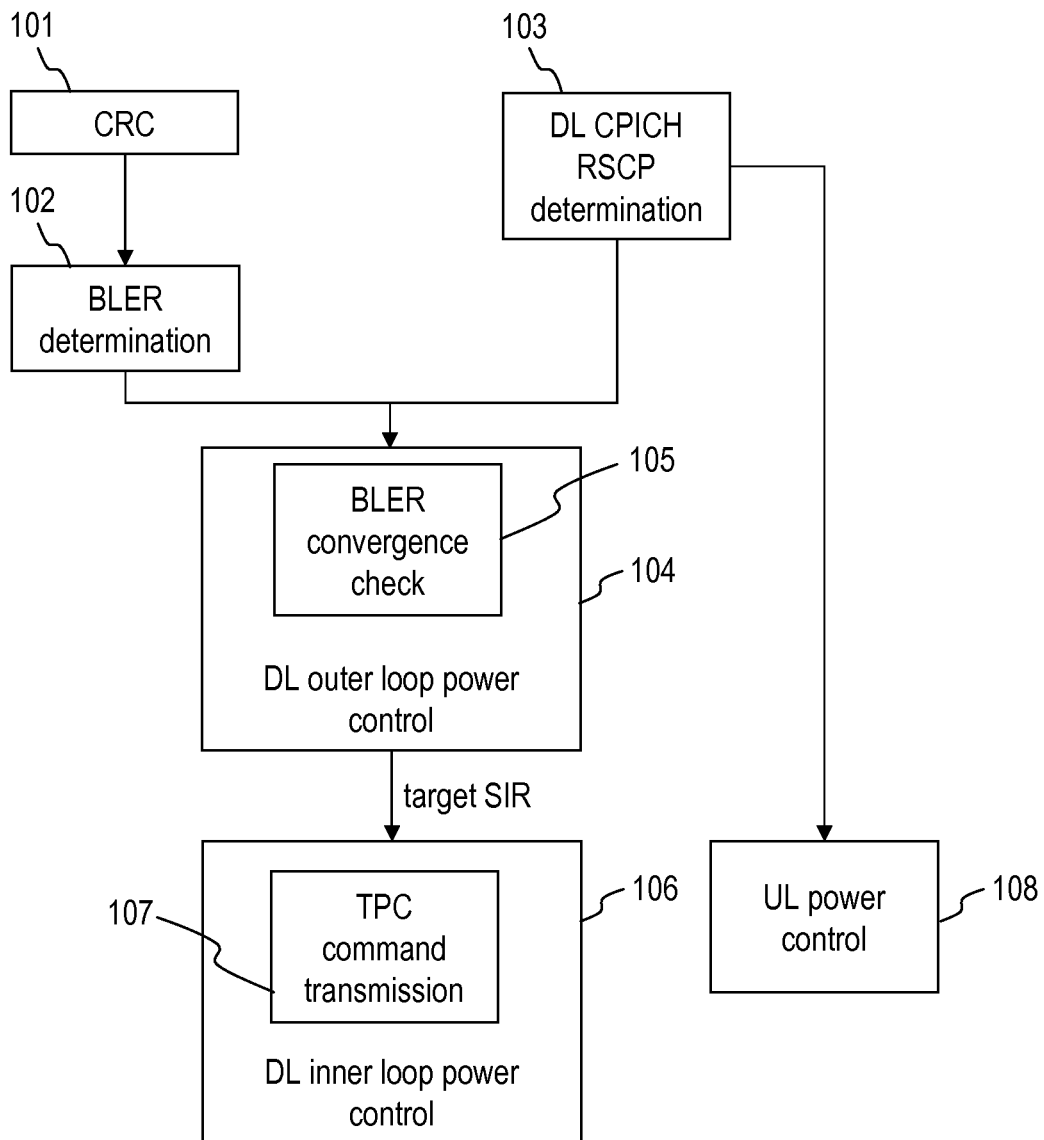 101
CRC
102
BLER
determination
103
DL CPICH
RSCP
determination
105
BLER
convergence
check
104
DL outer loop power
control
target SIR
106
107
TPC
command
transmission
DL inner loop power
control
UL power
control
108